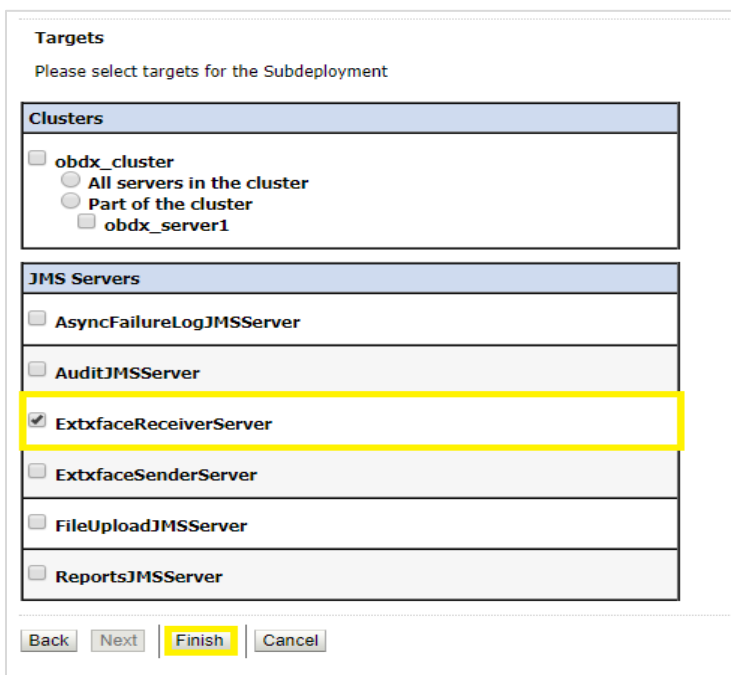 Targets
Please select targets for the Subdeployment
Clusters
obdx_cluster
All servers in the cluster
Part of the cluster
obdx_server1
JMS Servers
AsyncFailureLogJMSServer
AuditJMSServer
ExtxfaceReceiverServer
ExtxfaceSenderServer
FileUploadJMSServer
ReportsJMSServer
Back Next Finish Cancel